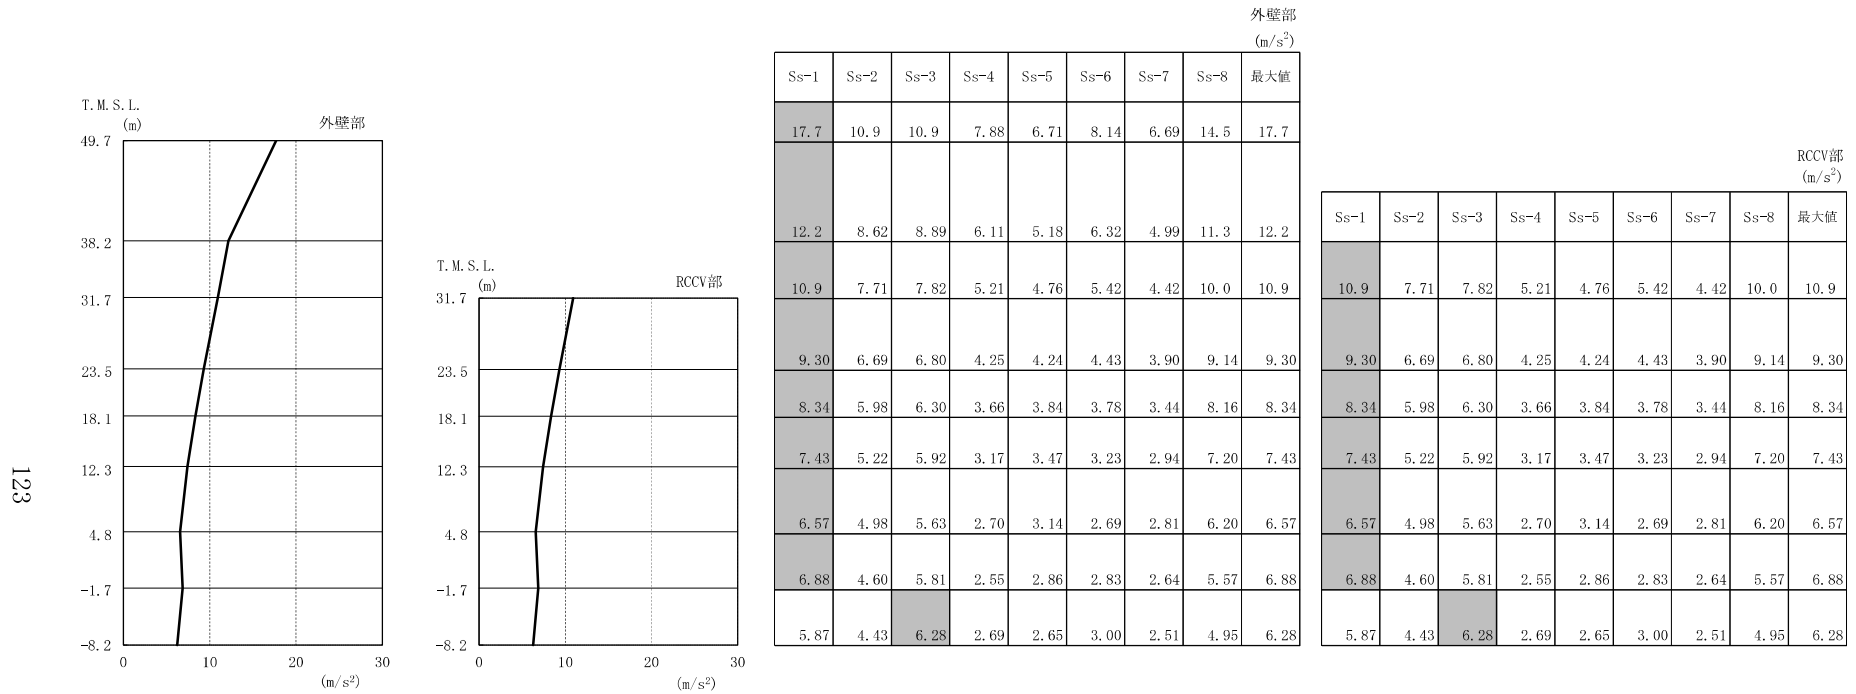 外壁部
(m/s²)
Ss-1 Ss-2 Ss-3 Ss-4 Ss-5 Ss-6 Ss-7 Ss-8 最大値
17.7 10.9 10.9 7.88 6.71 8.14 6.69 14.5 17.7
12.2 8.62 8.89 6.11 5.18 6.32 4.99 11.3 12.2
10.9 7.71 7.82 5.21 4.76 5.42 4.42 10.0 10.9
9.30 6.69 6.80 4.25 4.24 4.43 3.90 9.14 9.30
8.34 5.98 6.30 3.66 3.84 3.78 3.44 8.16 8.34
7.43 5.22 5.92 3.17 3.47 3.23 2.94 7.20 7.43
6.57 4.98 5.63 2.70 3.14 2.69 2.81 6.20 6.57
6.88 4.60 5.81 2.55 2.86 2.83 2.64 5.57 6.88
5.87 4.43 6.28 2.69 2.65 3.00 2.51 4.95 6.28
T.M.S.L.
(m) 外壁部
49.7
38.2
31.7
23.5
18.1
12.3
4.8
-1.7
-8.2
0 10 20 30
(m/s²)
T.M.S.L.
(m) RCCV部
31.7
23.5
18.1
12.3
4.8
-1.7
-8.2
0 10 20 30
(m/s²)
RCCV部
(m/s²)
Ss-1 Ss-2 Ss-3 Ss-4 Ss-5 Ss-6 Ss-7 Ss-8 最大値
10.9 7.71 7.82 5.21 4.76 5.42 4.42 10.0 10.9
9.30 6.69 6.80 4.25 4.24 4.43 3.90 9.14 9.30
8.34 5.98 6.30 3.66 3.84 3.78 3.44 8.16 8.34
7.43 5.22 5.92 3.17 3.47 3.23 2.94 7.20 7.43
6.57 4.98 5.63 2.70 3.14 2.69 2.81 6.20 6.57
6.88 4.60 5.81 2.55 2.86 2.83 2.64 5.57 6.88
5.87 4.43 6.28 2.69 2.65 3.00 2.51 4.95 6.28
123